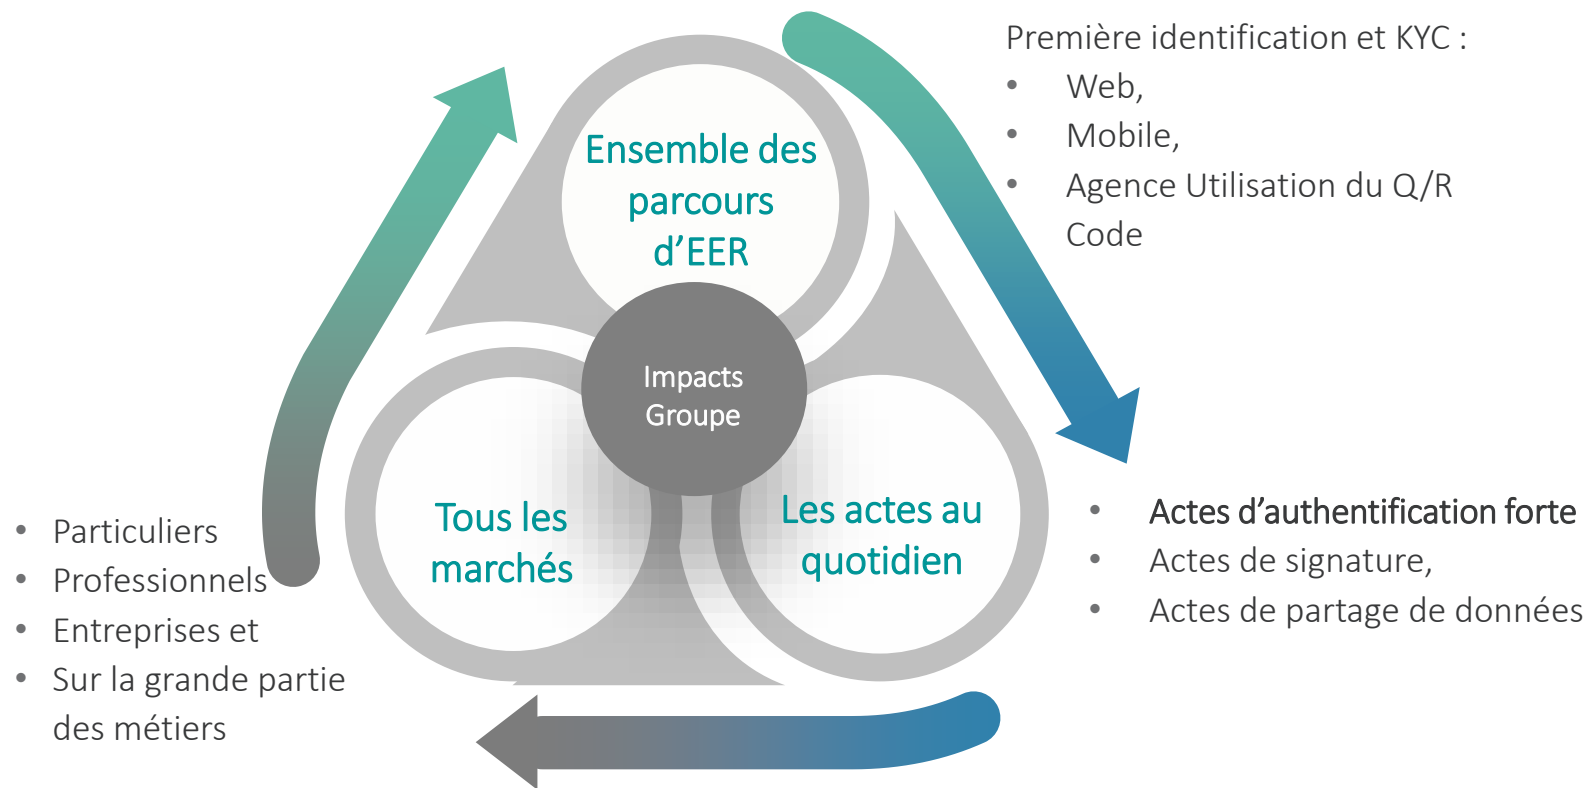 Première identification et KYC :
• Web,
• Mobile,
• Agence Utilisation du Q/R
Code
Ensemble des
parcours
d’EER
Impacts
Groupe
Tous les
marchés
Les actes au
quotidien
• Particuliers
• Professionnels
• Entreprises et
• Sur la grande partie
des métiers
• Actes d’authentification forte
• Actes de signature,
• Actes de partage de données